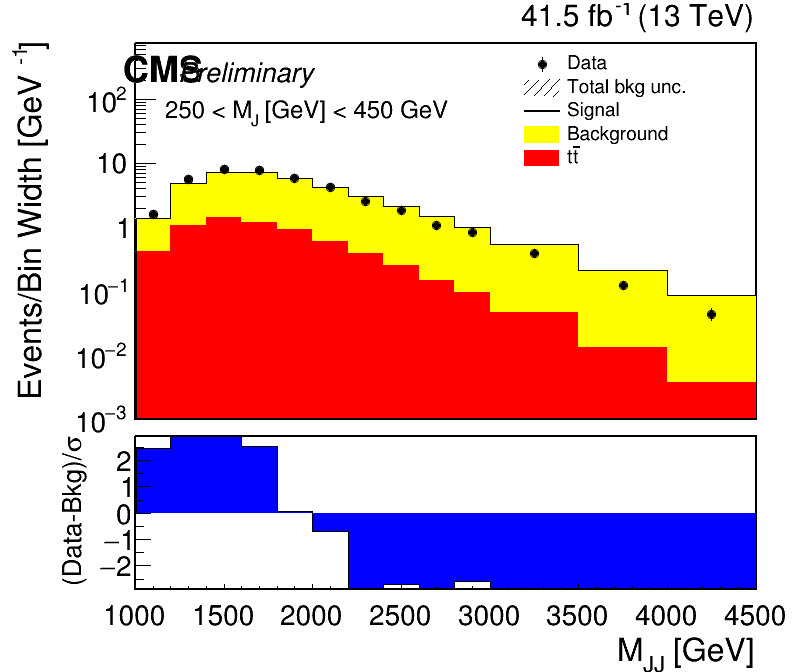 41.5 fb⁻¹ (13 TeV)
CMS Preliminary
250 < M_J [GeV] < 450 GeV
Data
Total bkg unc.
Signal
Background
tt̄
Events/Bin Width [GeV⁻¹]
10²
10
1
10⁻¹
10⁻²
10⁻³
(Data-Bkg)/σ
2
1
0
−1
−2
1000 1500 2000 2500 3000 3500 4000 4500
M_JJ [GeV]